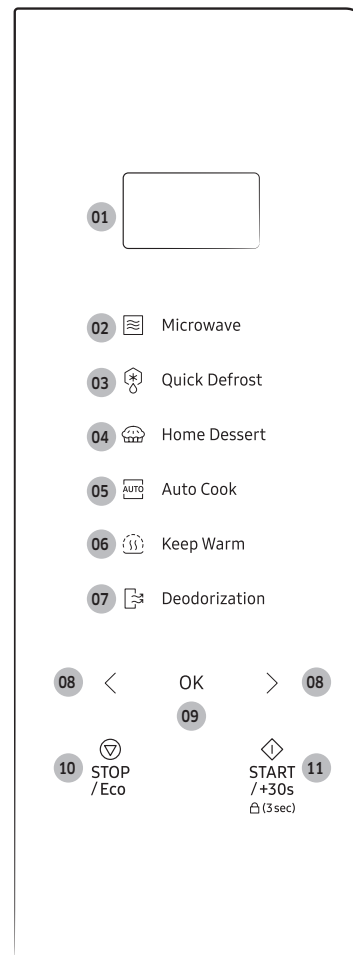 01
02 Microwave
03 Quick Defrost
04 Home Dessert
05 AUTO Auto Cook
06 Keep Warm
07 Deodorization
08 < OK > 08
09
10 STOP START 11
/Eco /+30s
(3 sec)